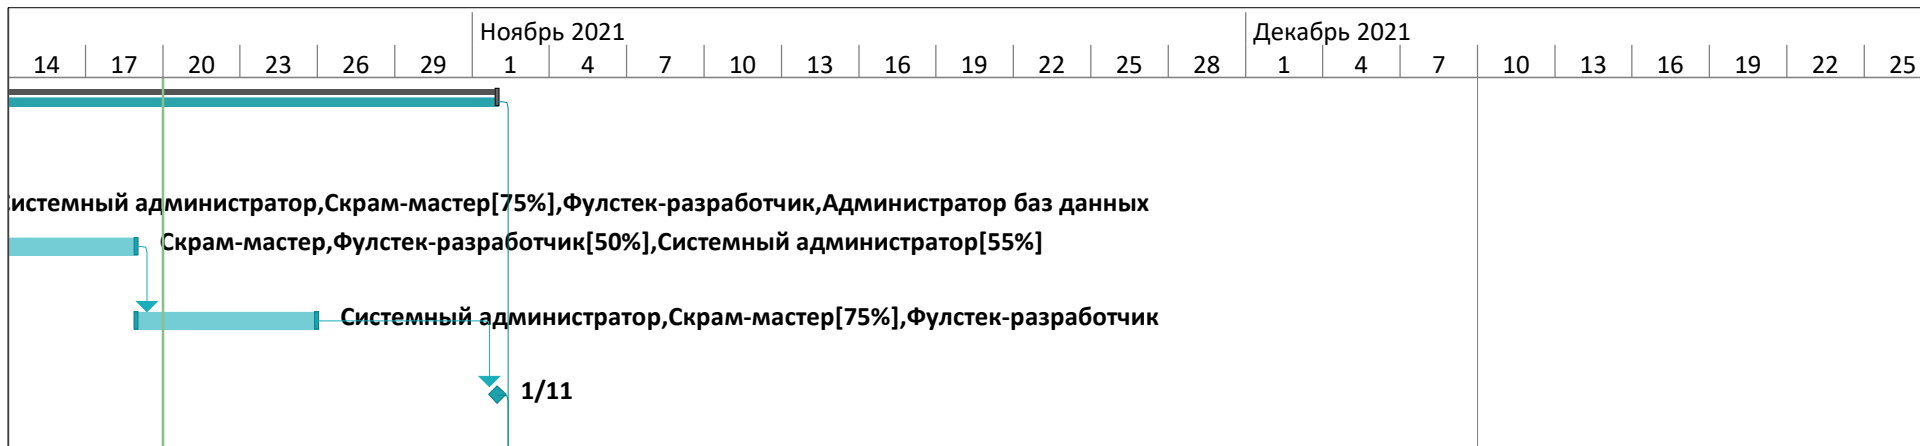 Ноябрь 2021 Декабрь 2021
14 17 20 23 26 29 1 4 7 10 13 16 19 22 25 28 1 4 7 10 13 16 19 22 25
истемный администратор,Скрам-мастер[75%],Фулстек-разработчик,Администратор баз данных
Скрам-мастер,Фулстек-разработчик[50%],Системный администратор[55%]
Системный администратор,Скрам-мастер[75%],Фулстек-разработчик
1/11